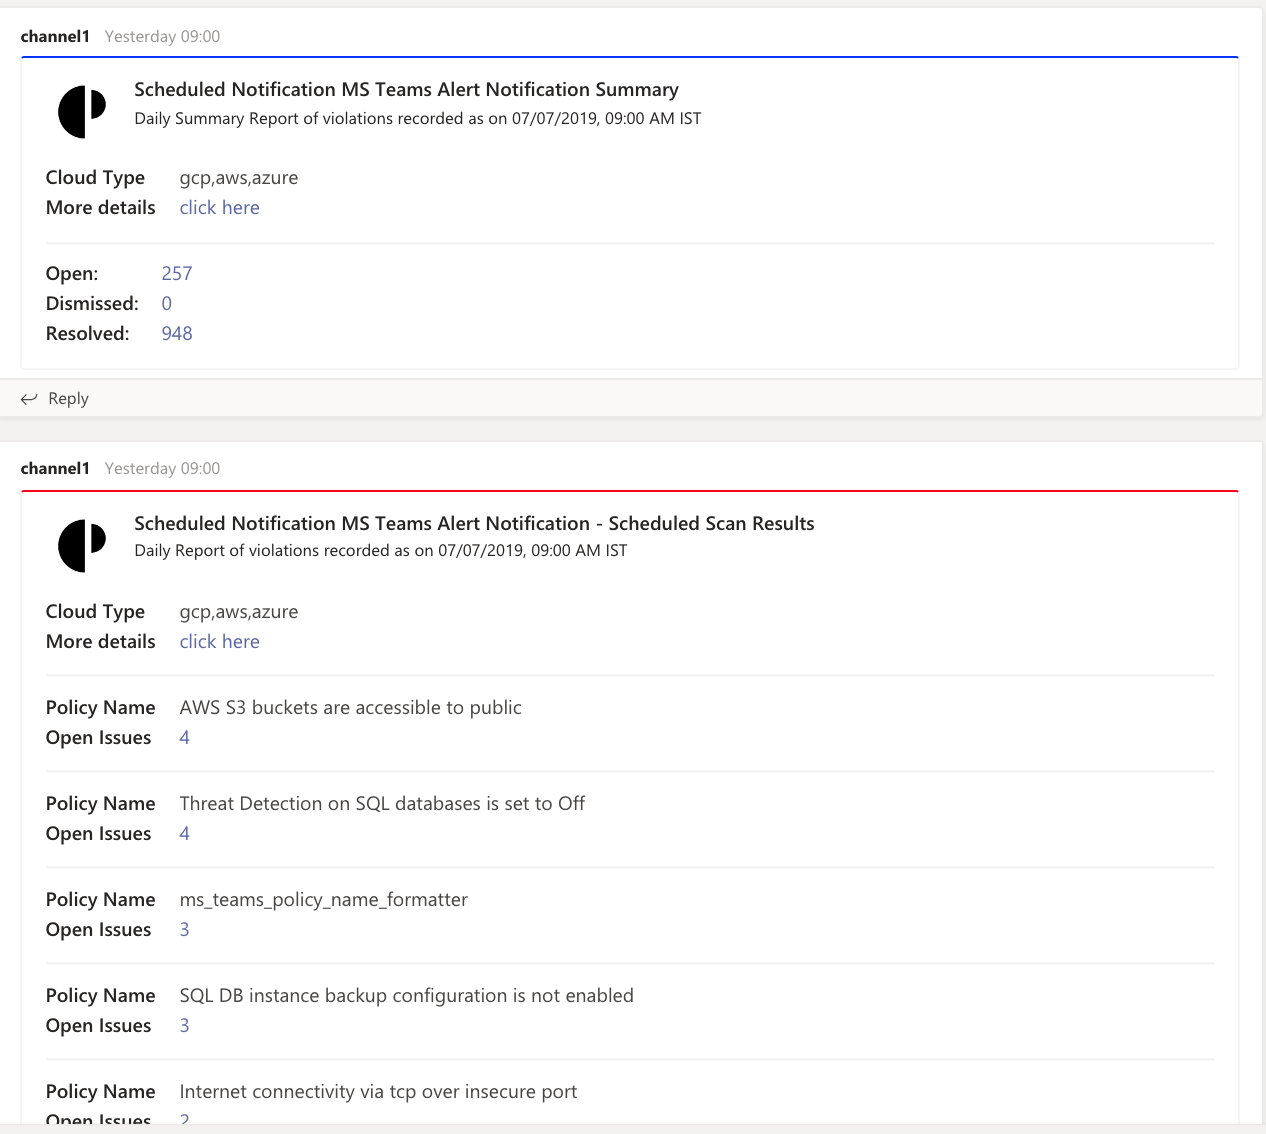 channel1 Yesterday 09:00
Scheduled Notification MS Teams Alert Notification Summary
Daily Summary Report of violations recorded as on 07/07/2019, 09:00 AM IST
Cloud Type gcp,aws,azure
More details click here
Open: 257
Dismissed: 0
Resolved: 948
Reply
channel1 Yesterday 09:00
Scheduled Notification MS Teams Alert Notification - Scheduled Scan Results
Daily Report of violations recorded as on 07/07/2019, 09:00 AM IST
Cloud Type gcp,aws,azure
More details click here
Policy Name AWS S3 buckets are accessible to public
Open Issues 4
Policy Name Threat Detection on SQL databases is set to Off
Open Issues 4
Policy Name ms_teams_policy_name_formatter
Open Issues 3
Policy Name SQL DB instance backup configuration is not enabled
Open Issues 3
Policy Name Internet connectivity via tcp over insecure port
Open Issues 2